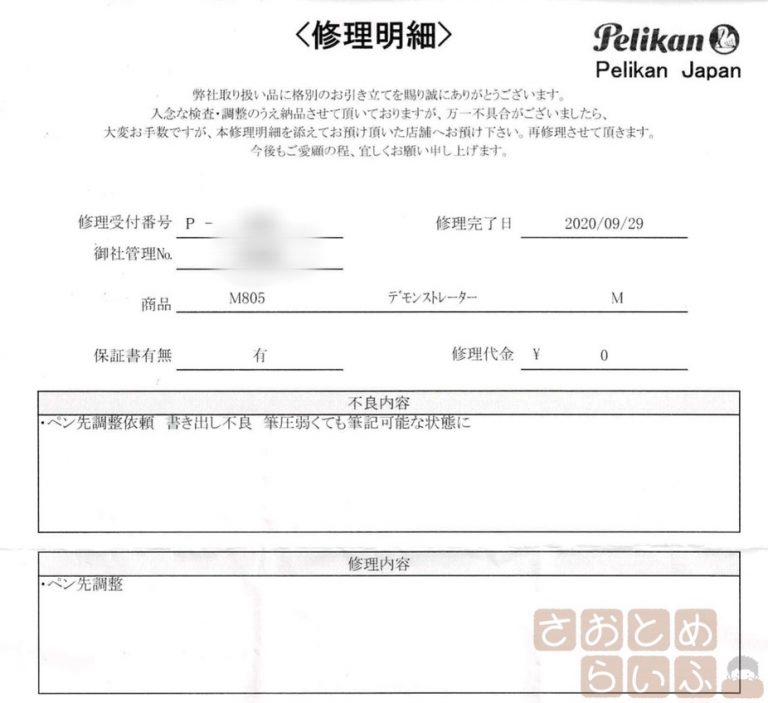 〈修理明細〉
Pelikan
Pelikan Japan
弊社取り扱い品に格別のお引き立てを賜り誠にありがとうございます。
入念な検査・調整のうえ納品させて頂いておりますが、万一不具合がございましたら、
大変お手数ですが、本修理明細を添えてお預け頂いた店舗へお預け下さい。再修理させて頂きます。
今後もご愛顧の程、宜しくお願い申し上げます。
修理受付番号 P - 修理完了日 2020/09/29
御社管理No.
商品 M805 ﾃﾞﾓﾝｽﾄﾚｰﾀｰ M
保証書有無 有 修理代金 ¥ 0
不良内容
・ペン先調整依頼 書き出し不良 筆圧弱くても筆記可能な状態に
修理内容
・ペン先調整
さおとめ
らいふ